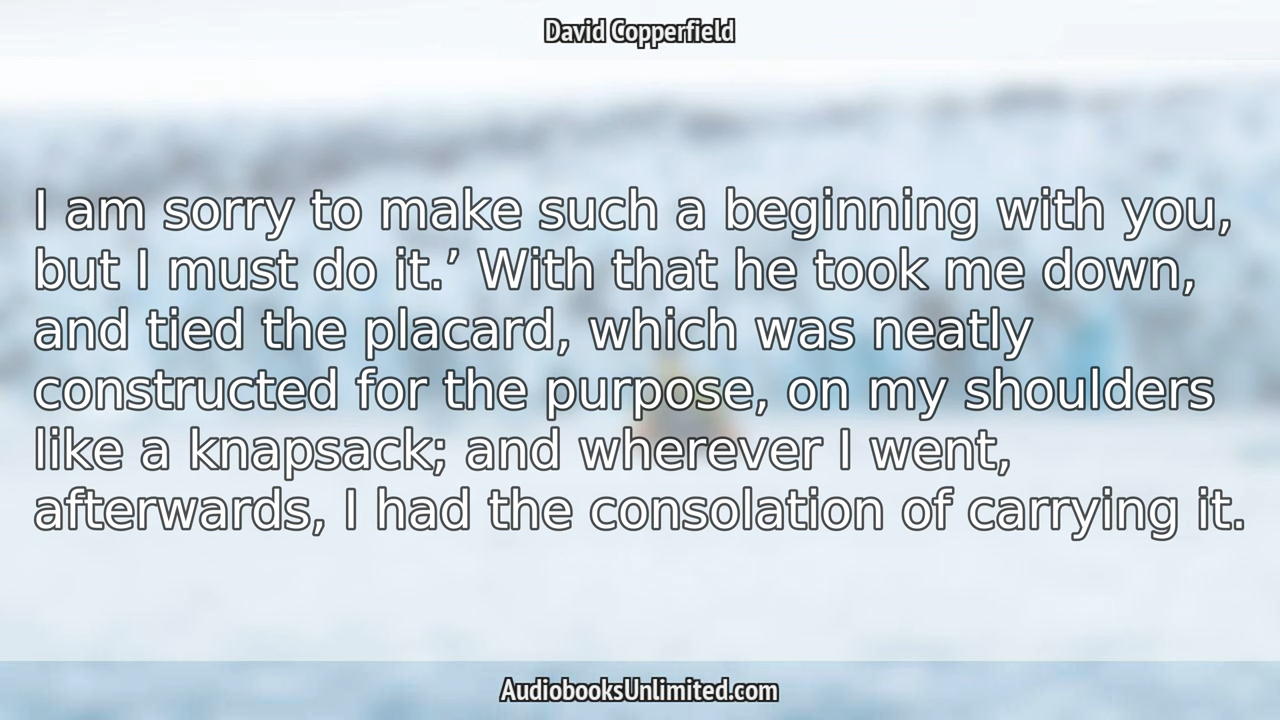 David Copperfield
I am sorry to make such a beginning with you,
but I must do it.’ With that he took me down,
and tied the placard, which was neatly
constructed for the purpose, on my shoulders
like a knapsack; and wherever I went,
afterwards, I had the consolation of carrying it.
AudiobooksUnlimited.com